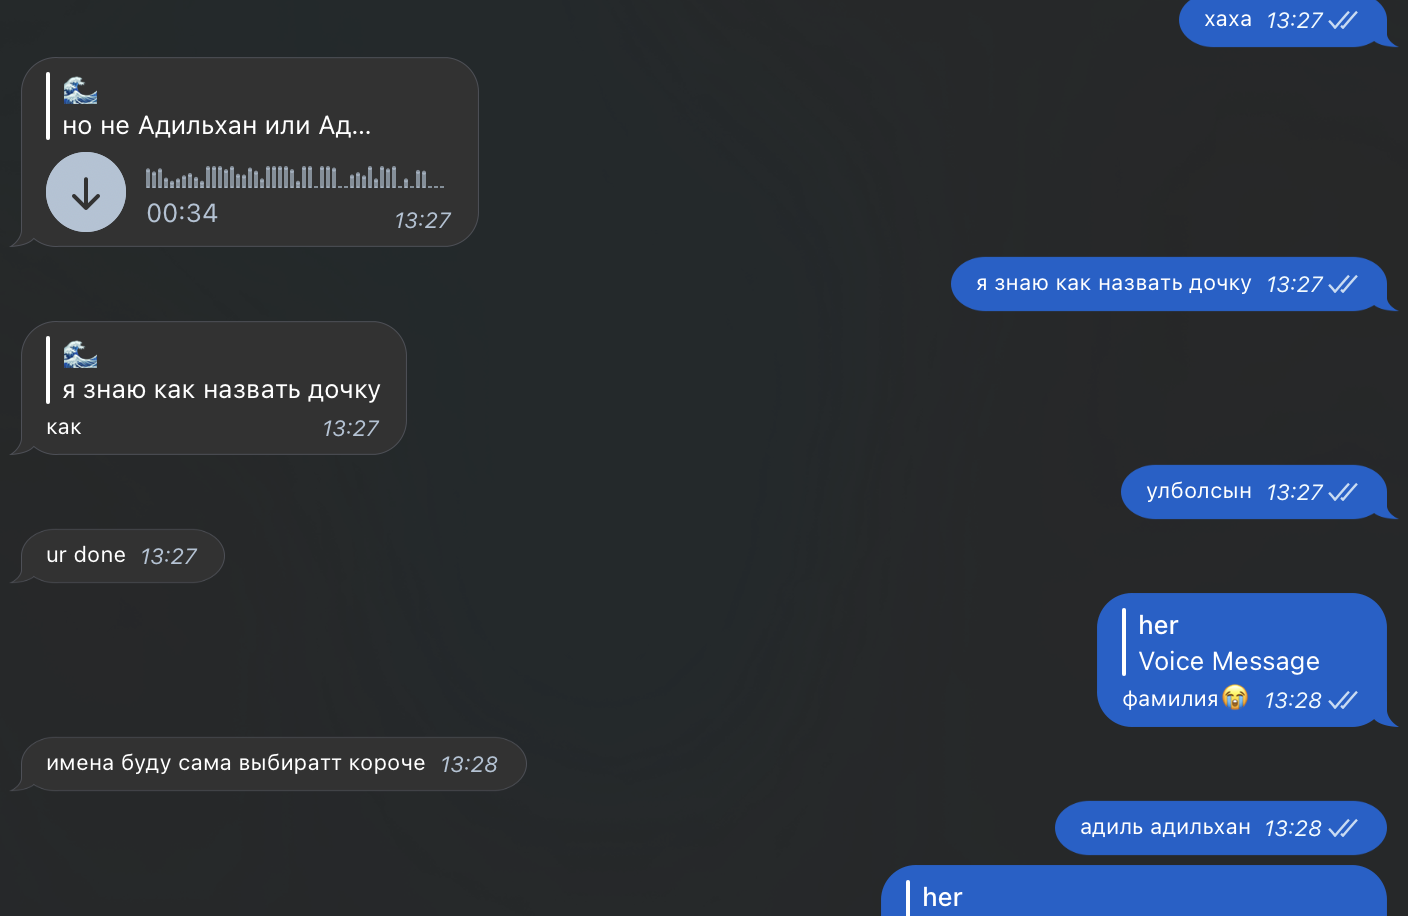 хаха 13:27
🌊
но не Адильхан или Ад...
00:34 13:27
я знаю как назвать дочку 13:27
🌊
я знаю как назвать дочку
как 13:27
улболсын 13:27
ur done 13:27
her
Voice Message
фамилия😭 13:28
имена буду сама выбиратт короче 13:28
адиль адильхан 13:28
her